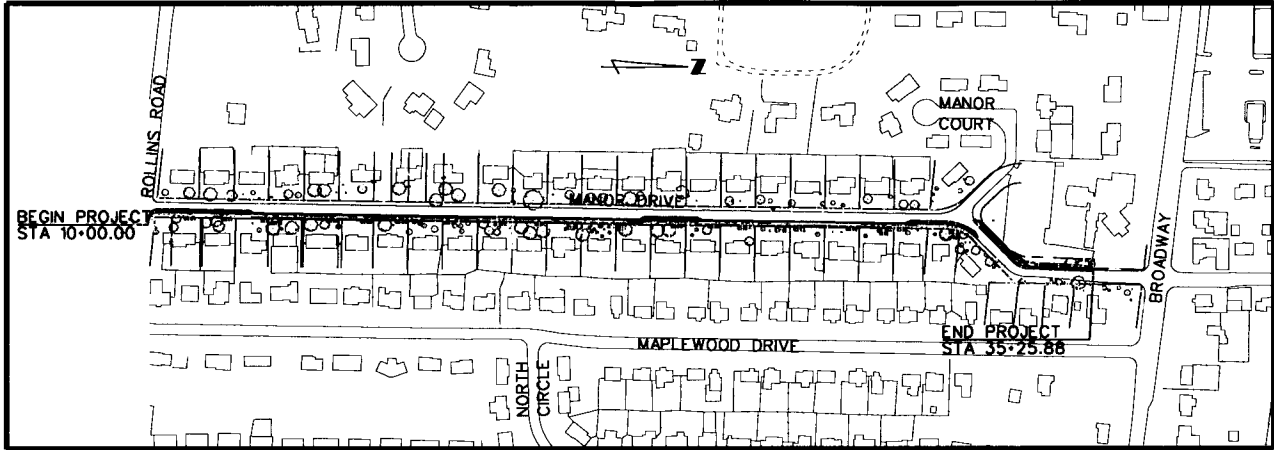 ROLLINS ROAD
Z
MANOR
COURT
MANOR DRIVE
BEGIN PROJECT
STA 10+00.00
BROADWAY
END PROJECT
STA 35+25.88
MAPLEWOOD DRIVE
NORTH
CIRCLE